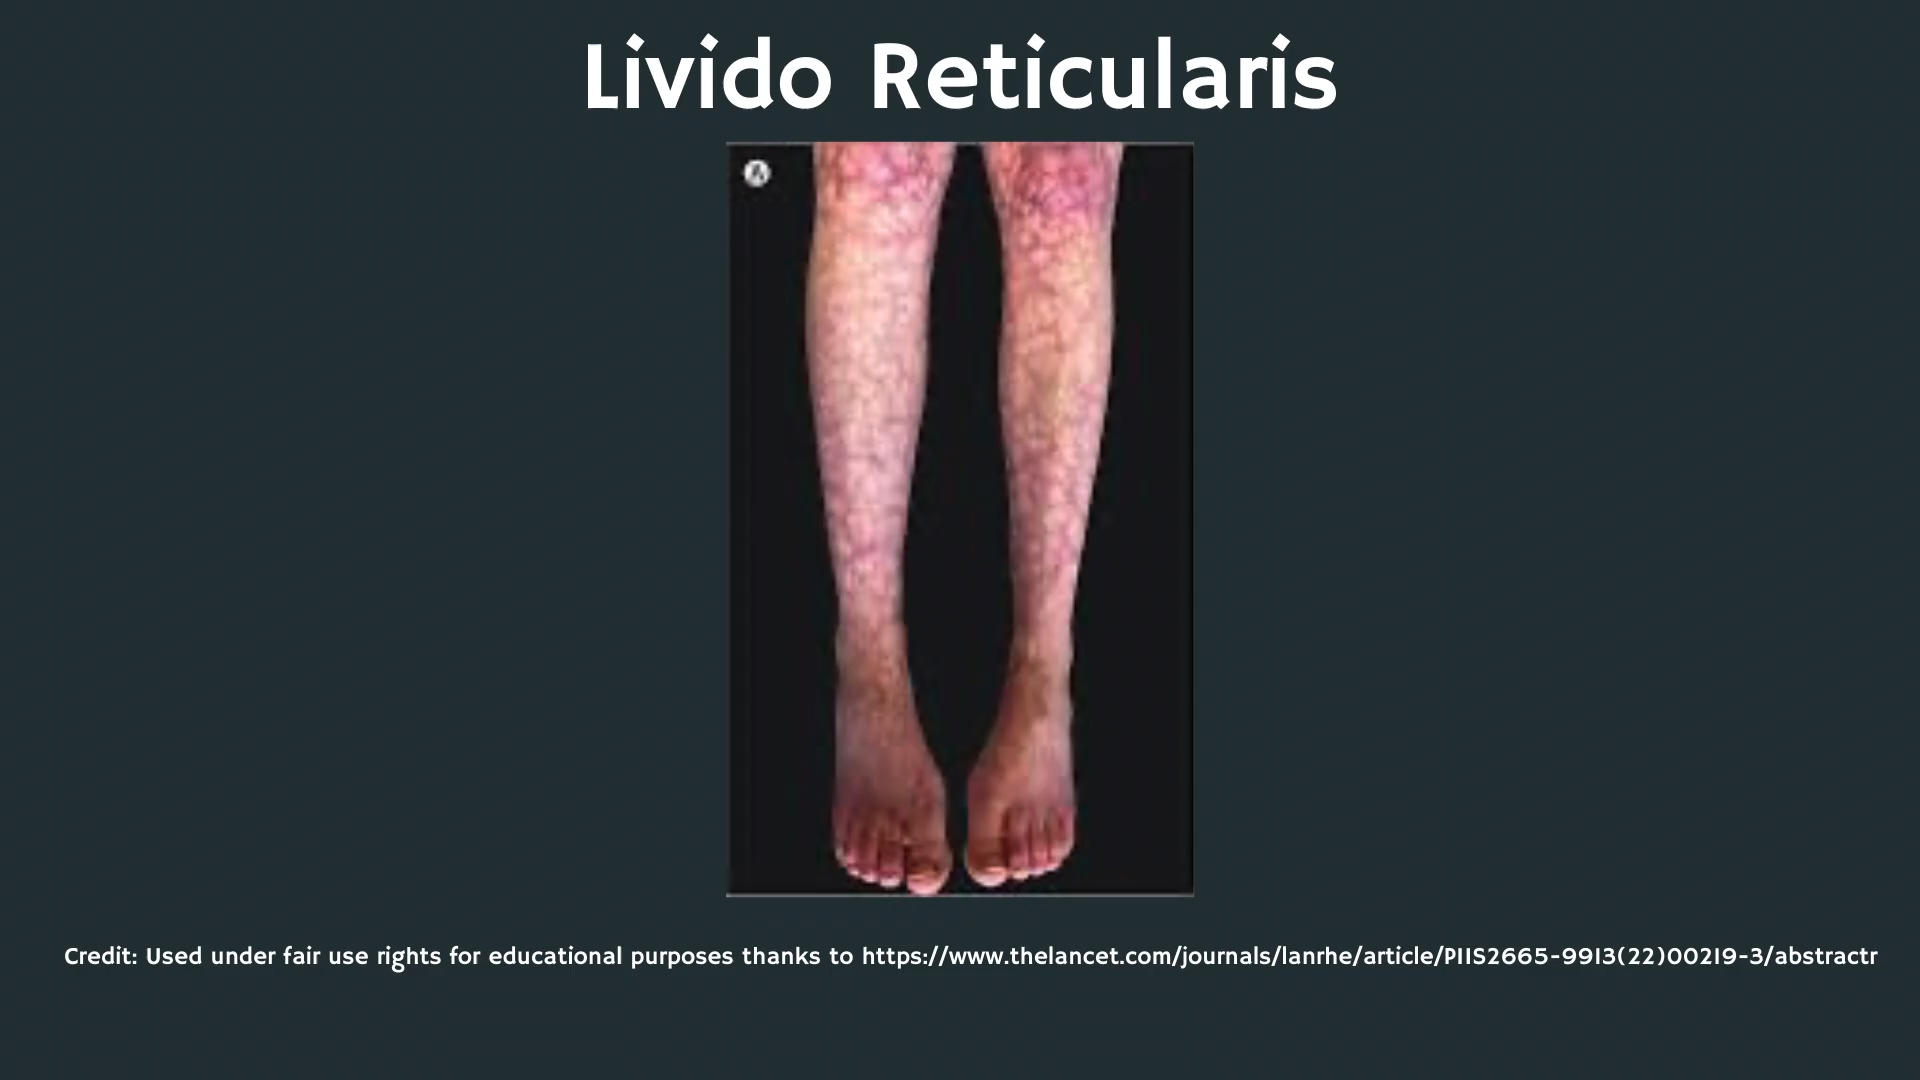 Livido Reticularis
A
Credit: Used under fair use rights for educational purposes thanks to https://www.thelancet.com/journals/lanrhe/article/PIIS2665-9913(22)00219-3/abstractr